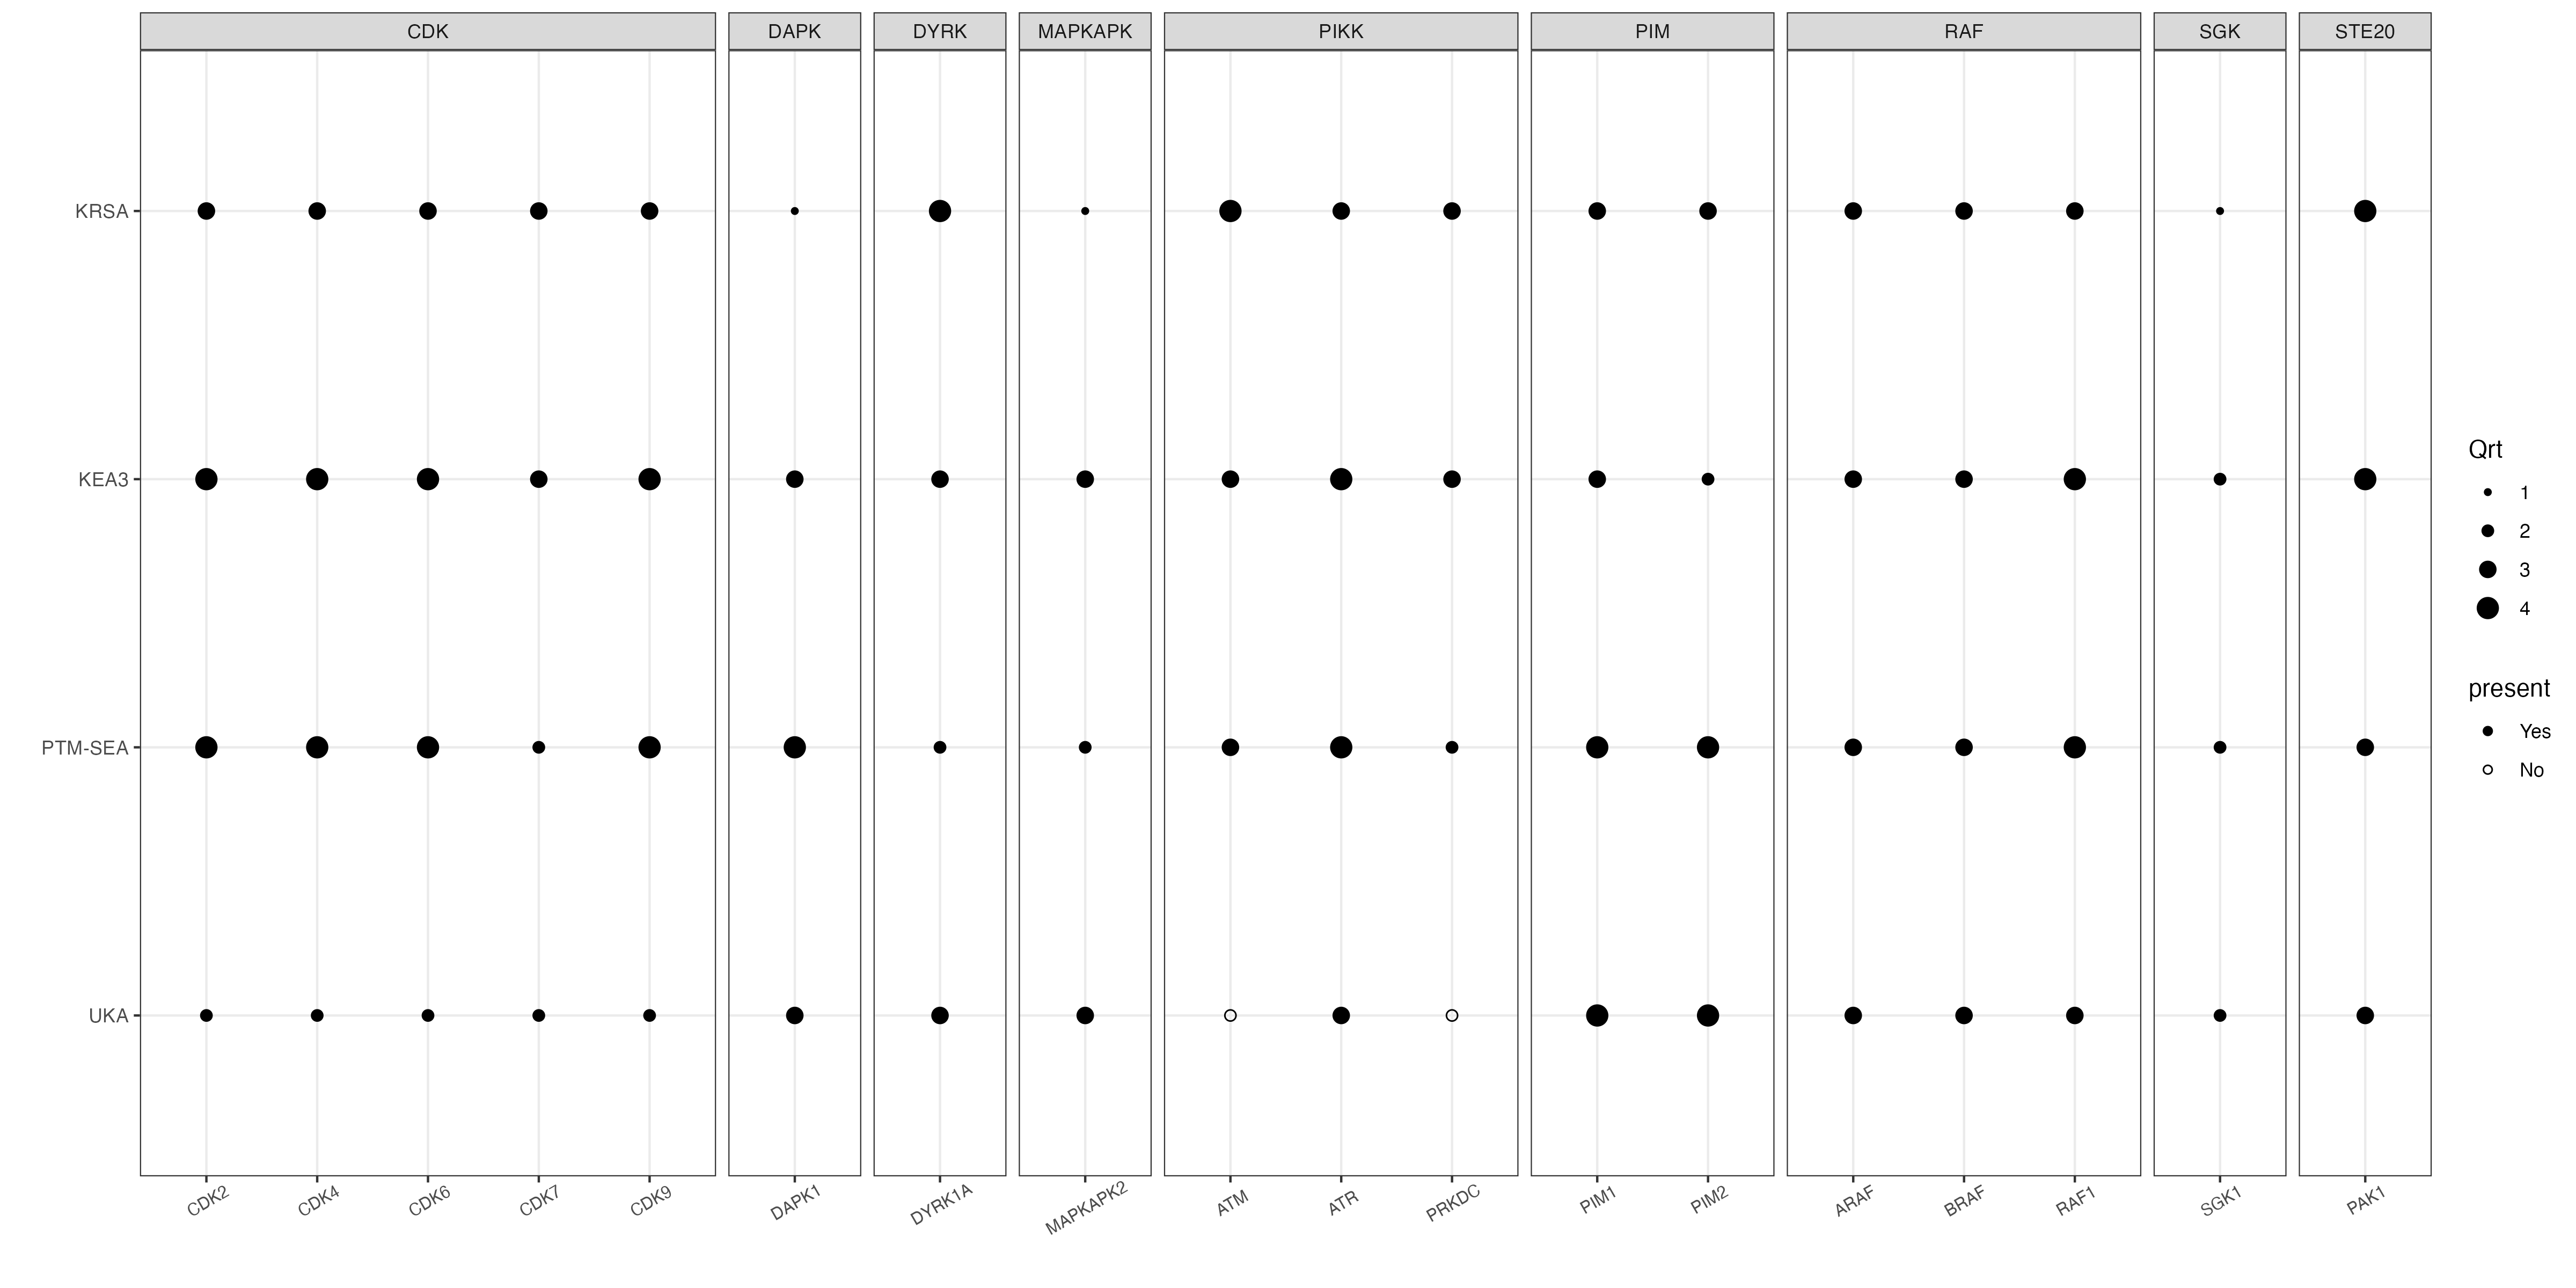 CDK DAPK DYRK MAPKAPK PIKK PIM RAF SGK STE20
KRSA
KEA3
PTM-SEA
UKA
CDK2 CDK4 CDK6 CDK7 CDK9 DAPK1 DYRK1A MAPKAPK2 ATM ATR PRKDC PIM1 PIM2 ARAF BRAF RAF1 SGK1 PAK1
Qrt
1
2
3
4
present
Yes
No